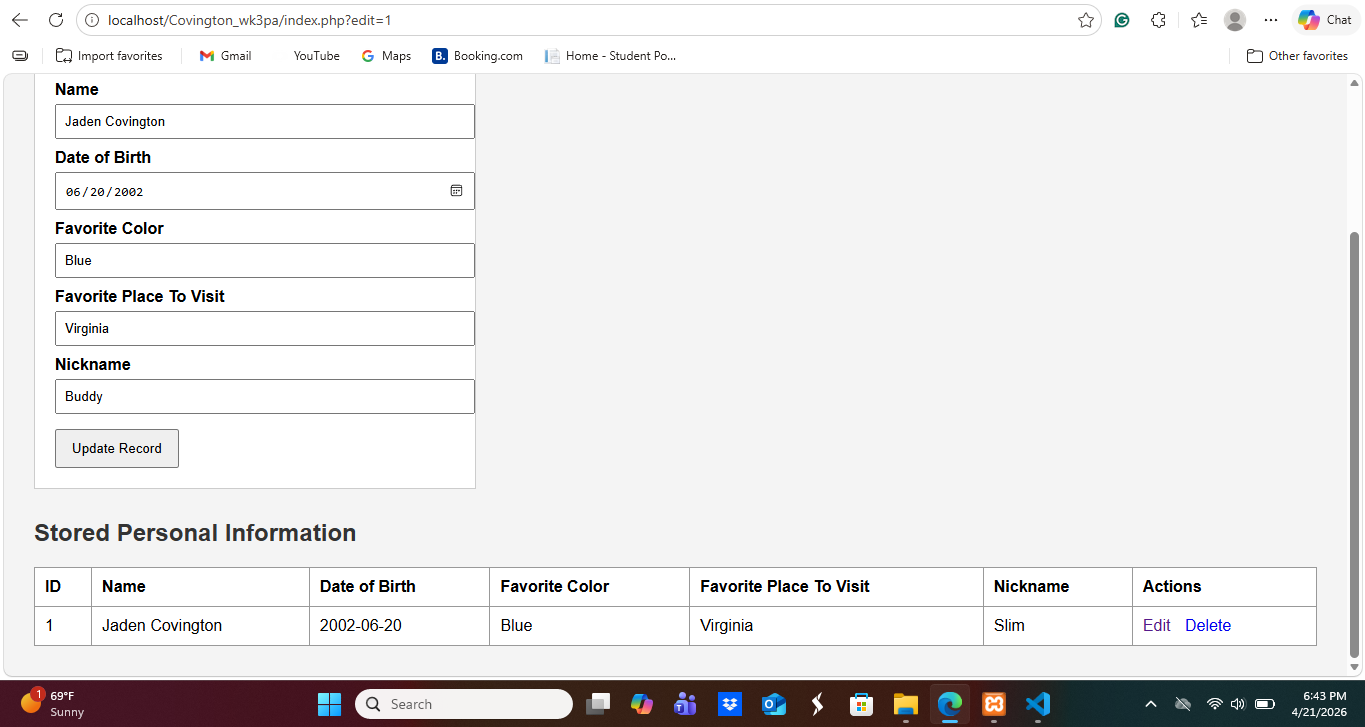 localhost/Covington_wk3pa/index.php?edit=1
Chat
Import favorites
Gmail
YouTube
Maps
B.
Booking.com
Home - Student Po...
Other favorites
Name
Jaden Covington
Date of Birth
06/20/2002
Favorite Color
Blue
Favorite Place To Visit
Virginia
Nickname
Buddy
Update Record
Stored Personal Information
ID Name Date of Birth Favorite Color Favorite Place To Visit Nickname Actions
1 Jaden Covington 2002-06-20 Blue Virginia Slim Edit Delete
1
69°F
Sunny
Search
6:43 PM
4/21/2026